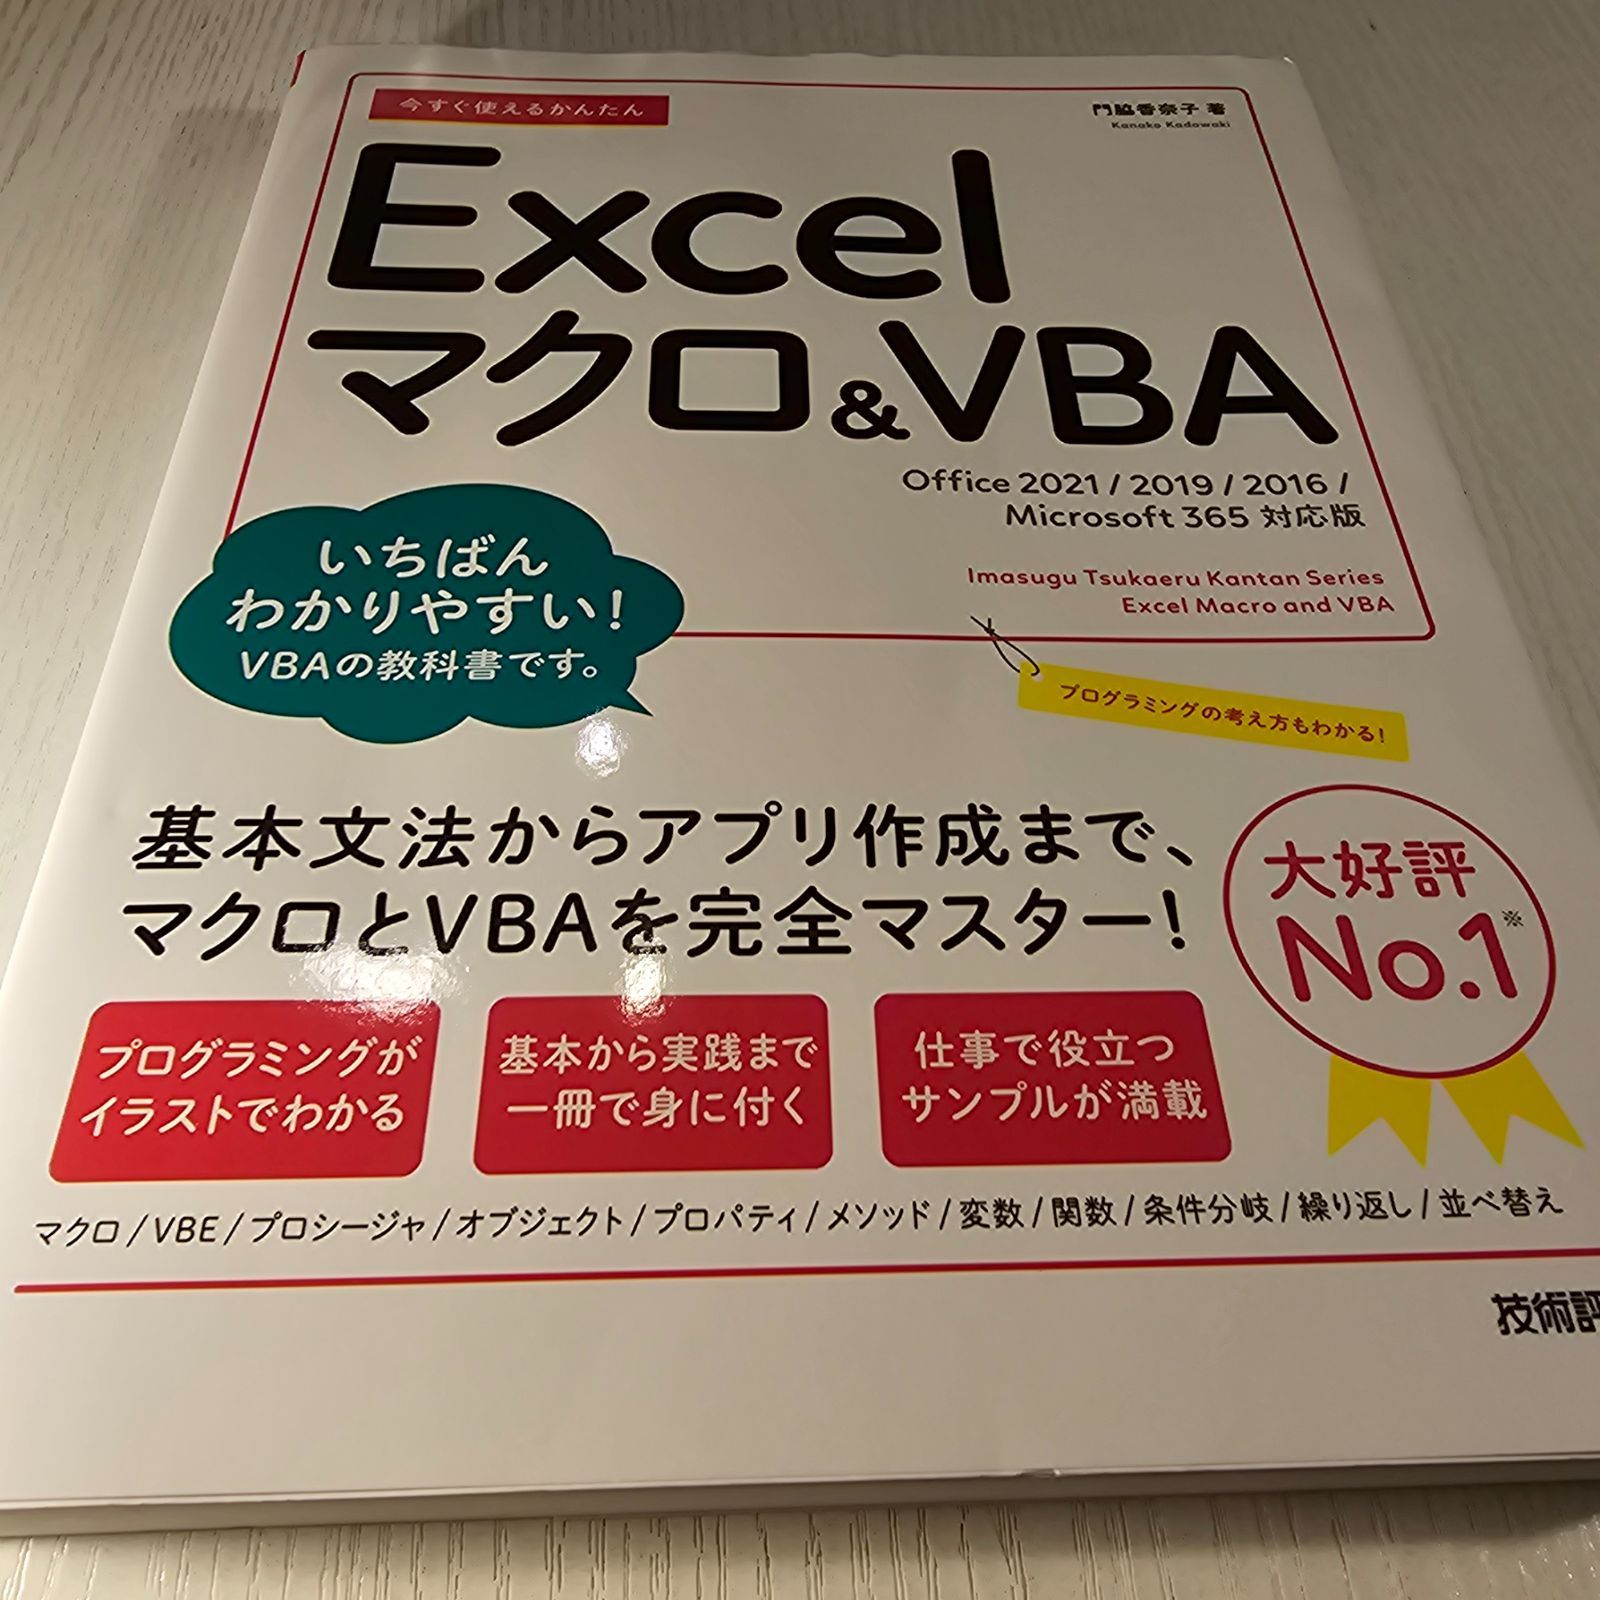 今すぐ使えるかんたん
門脇香奈子 著
Kanako Kadowaki
Excel
マクロ&VBA
Office 2021 / 2019 / 2016 /
Microsoft 365 対応版
Imasugu Tsukaeru Kantan Series
Excel Macro and VBA
いちばん
わかりやすい!
VBAの教科書です。
プログラミングの考え方もわかる!
基本文法からアプリ作成まで、
マクロとVBAを完全マスター!
大好評
No.1※
プログラミングが
イラストでわかる
基本から実践まで
一冊で身に付く
仕事で役立つ
サンプルが満載
マクロ/VBE/プロシージャ/オブジェクト/プロパティ/メソッド/変数/関数/条件分岐/繰り返し/並べ替え
技術評